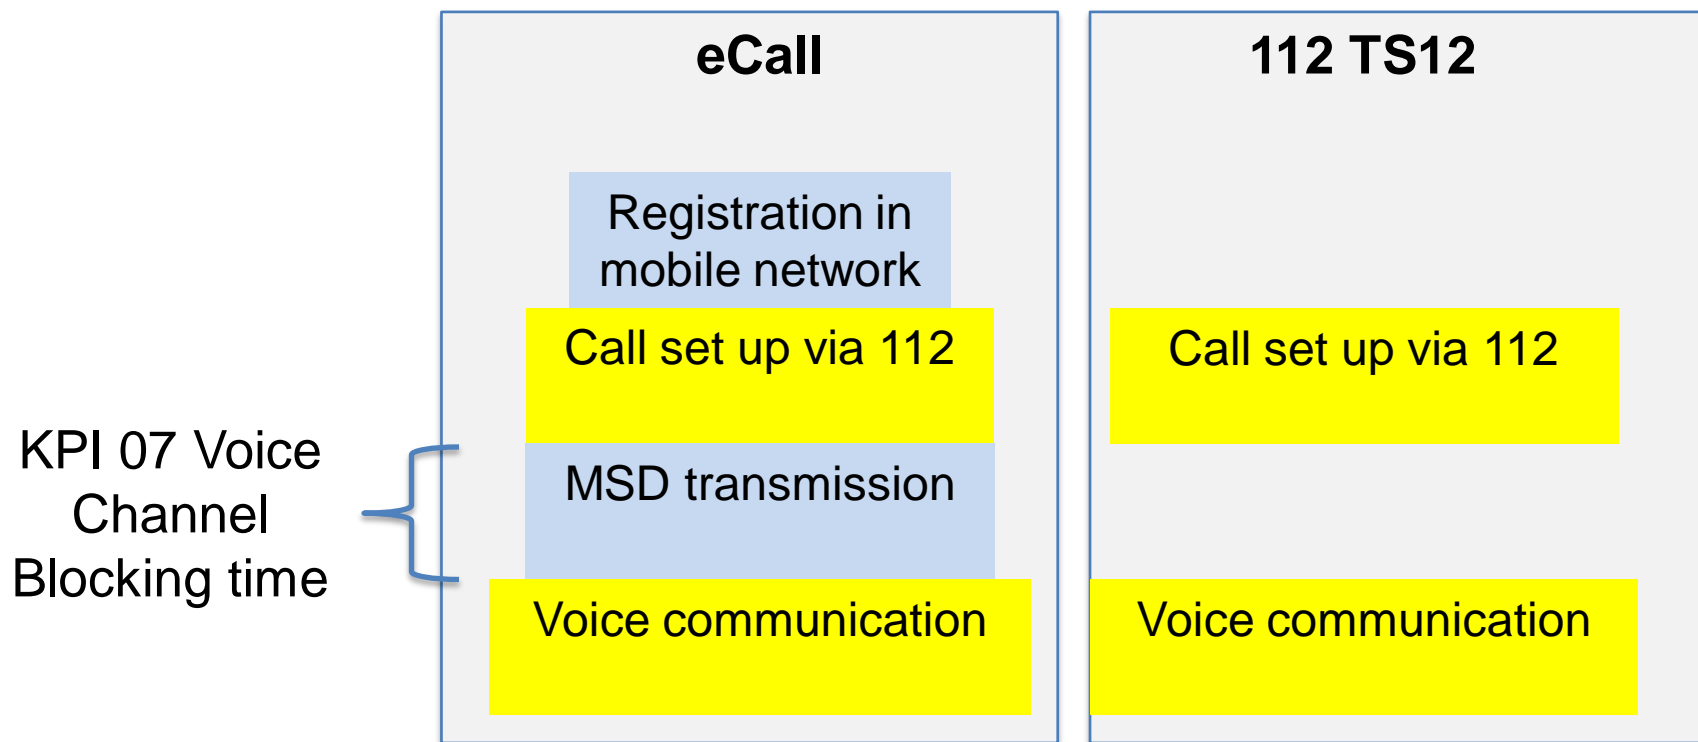 eCall
112 TS12
Registration in
mobile network
Call set up via 112
Call set up via 112
KPI 07 Voice
Channel
Blocking time
MSD transmission
Voice communication
Voice communication